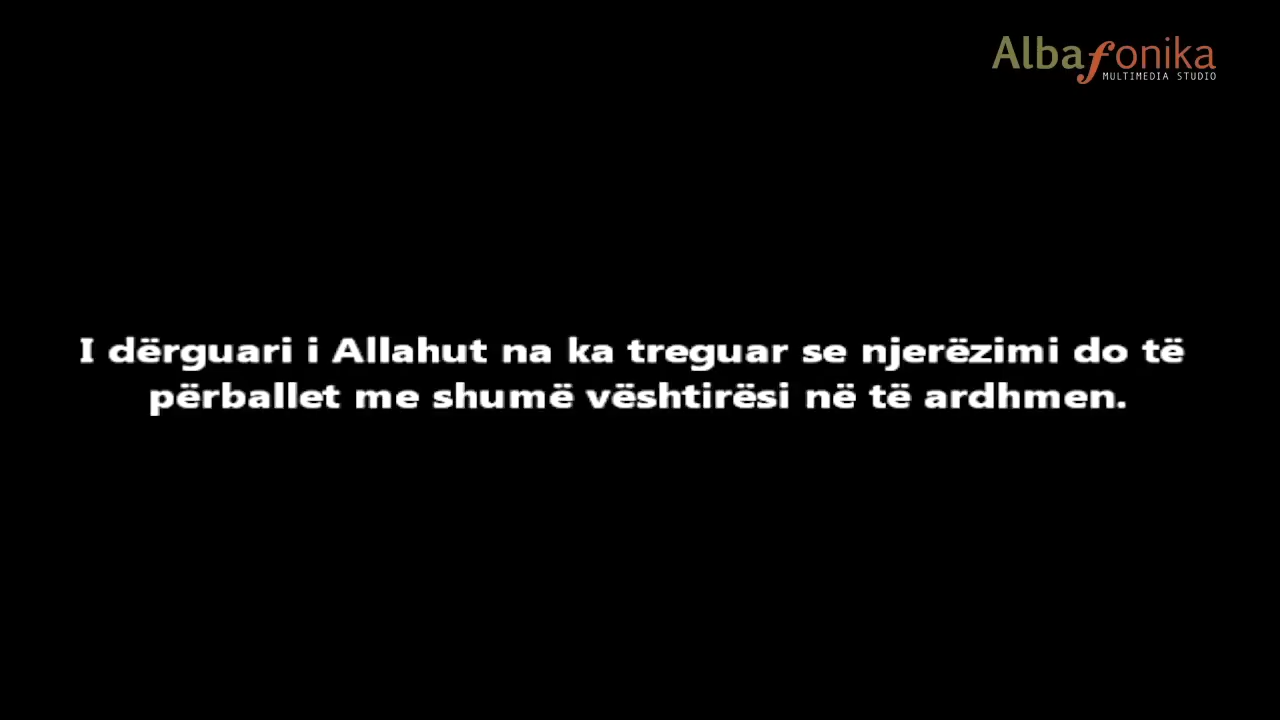 Albafonika
MULTIMEDIA STUDIO
I dërguari i Allahut na ka treguar se njerëzimi do të
përballet me shumë vështirësi në të ardhmen.